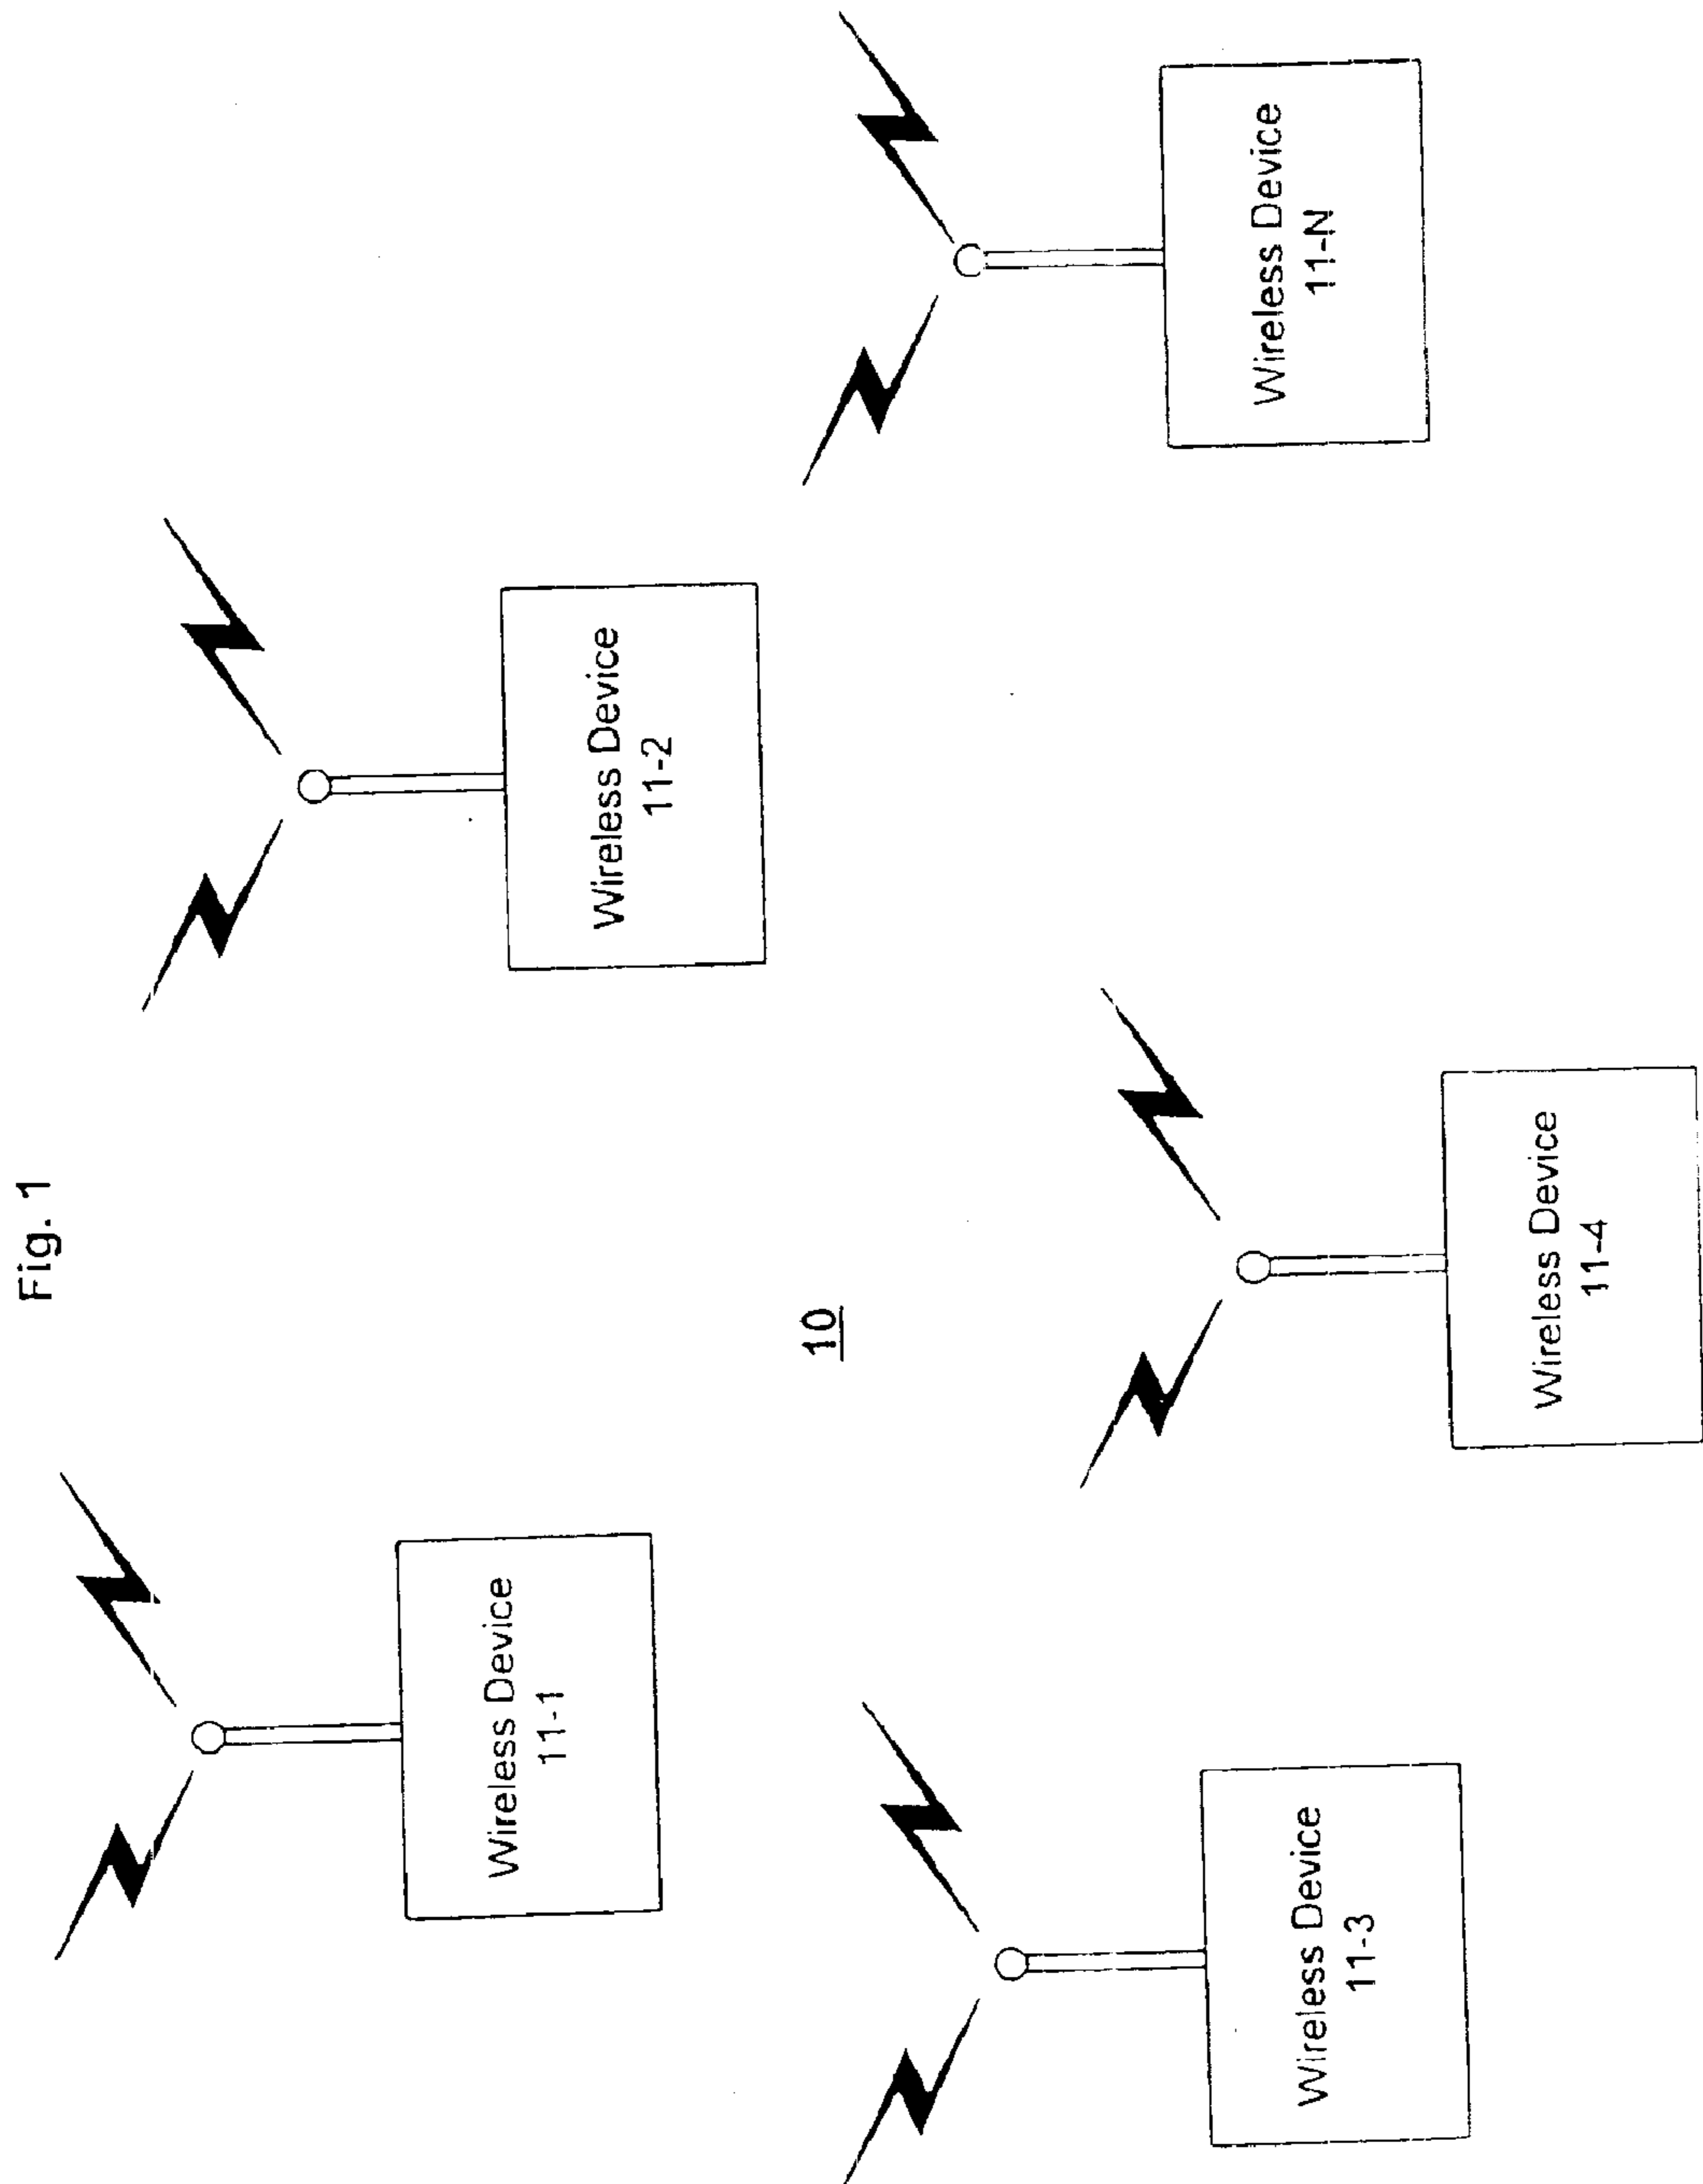 Fig. 1
Wireless Device
11-1
Wireless Device
11-2
10
Wireless Device
11-3
Wireless Device
11-4
Wireless Device
11-N